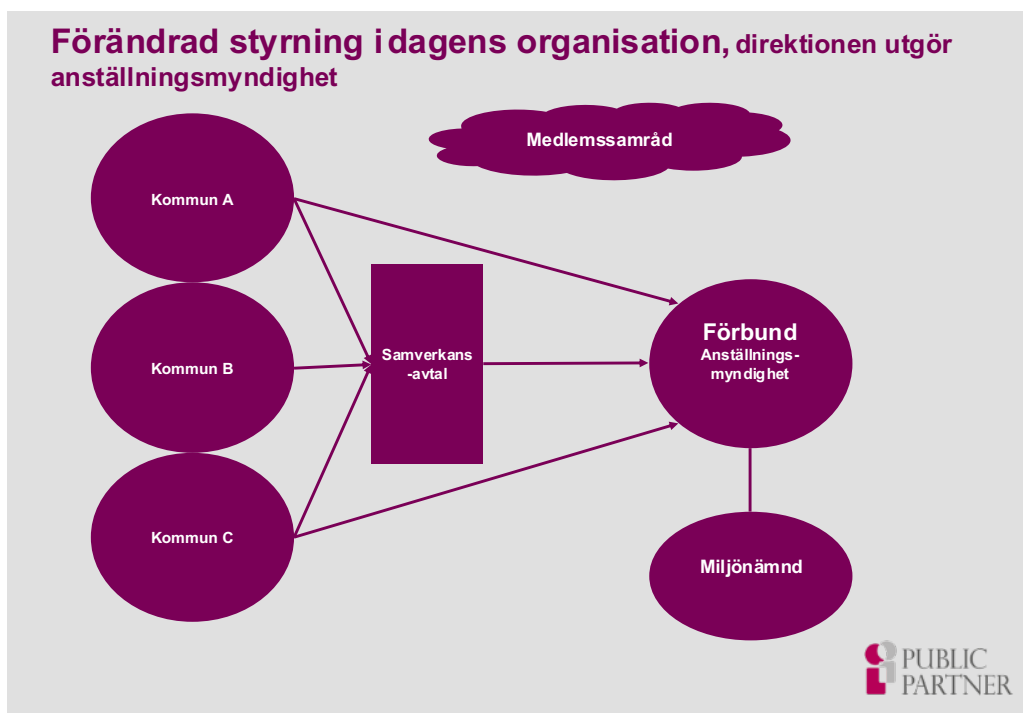 Förändrad styrning i dagens organisation, direktionen utgör
anställningsmyndighet
Medlemssamråd
Kommun A
Kommun B
Kommun C
Samverkans
-avtal
Förbund
Anställnings-
myndighet
Miljönämnd
PUBLIC
PARTNER